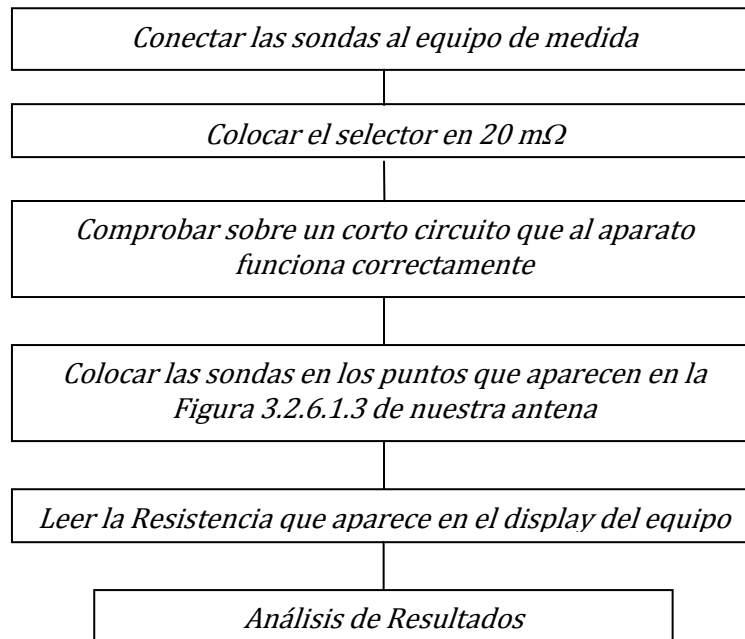 Conectar las sondas al equipo de medida
Colocar el selector en 20 mΩ
Comprobar sobre un corto circuito que al aparato
funciona correctamente
Colocar las sondas en los puntos que aparecen en la
Figura 3.2.6.1.3 de nuestra antena
Leer la Resistencia que aparece en el display del equipo
Análisis de Resultados